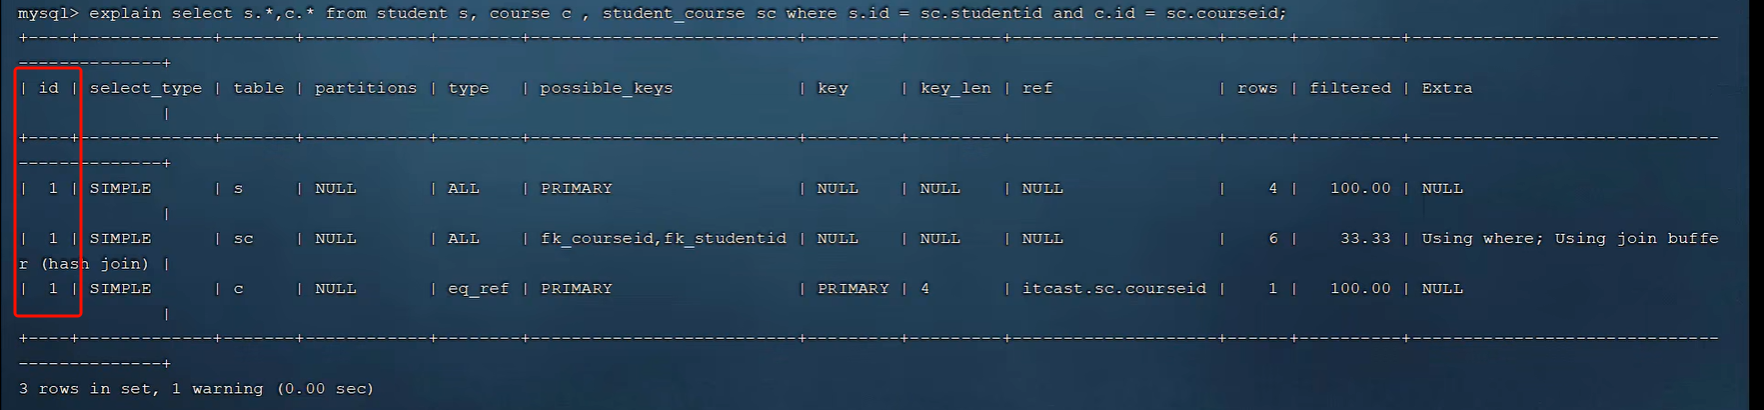 mysql> explain select s.*,c.* from student s, course c , student_course sc where s.id = sc.studentid and c.id = sc.courseid;
+----+-------------+-------+------------+--------+--------------------------+---------+---------+--------------------+------+----------+------------------------------
--------------+
| id | select_type | table | partitions | type   | possible_keys            | key     | key_len | ref                | rows | filtered | Extra
              |
+----+-------------+-------+------------+--------+--------------------------+---------+---------+--------------------+------+----------+------------------------------
--------------+
|  1 | SIMPLE      | s     | NULL       | ALL    | PRIMARY                  | NULL    | NULL    | NULL               |    4 |   100.00 | NULL
              |
|  1 | SIMPLE      | sc    | NULL       | ALL    | fk_courseid,fk_studentid | NULL    | NULL    | NULL               |    6 |    33.33 | Using where; Using join buffe
r (hash join) |
|  1 | SIMPLE      | c     | NULL       | eq_ref | PRIMARY                  | PRIMARY | 4       | itcast.sc.courseid |    1 |   100.00 | NULL
              |
+----+-------------+-------+------------+--------+--------------------------+---------+---------+--------------------+------+----------+------------------------------
--------------+
3 rows in set, 1 warning (0.00 sec)